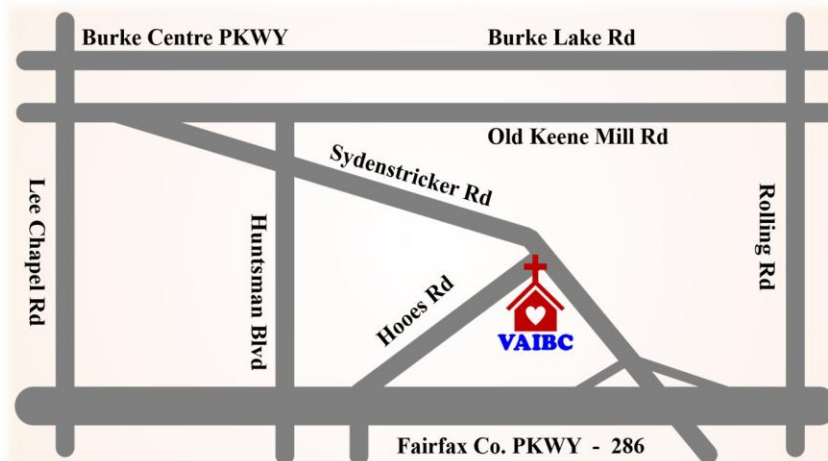 Burke Centre PKWY
Burke Lake Rd
Old Keene Mill Rd
Sydenstricker Rd
Lee Chapel Rd
Huntsman Blvd
Rolling Rd
Hooes Rd
VAIBC
Fairfax Co. PKWY - 286